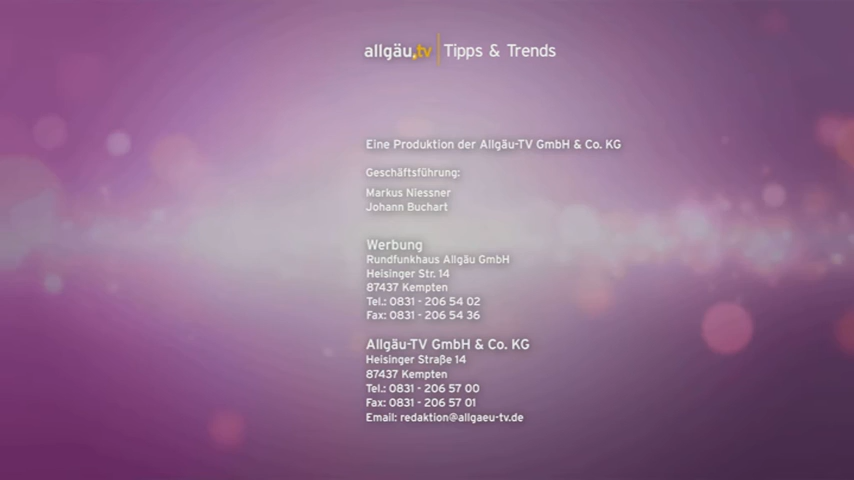 allgäu.tv | Tipps & Trends
Eine Produktion der Allgäu-TV GmbH & Co. KG
Geschäftsführung:
Markus Niessner
Johann Buchart
Werbung
Rundfunkhaus Allgäu GmbH
Heisinger Str. 14
87437 Kempten
Tel.: 0831 - 206 54 02
Fax: 0831 - 206 54 36
Allgäu-TV GmbH & Co. KG
Heisinger Straße 14
87437 Kempten
Tel.: 0831 - 206 57 00
Fax: 0831 - 206 57 01
Email: redaktion@allgaeu-tv.de